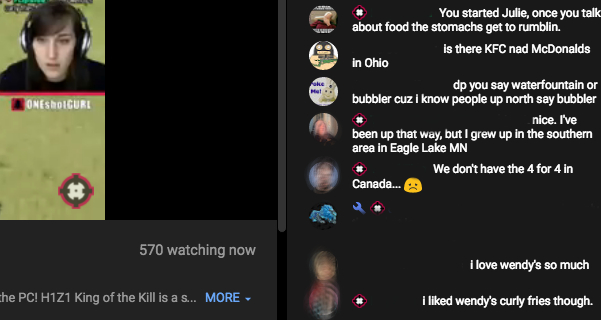 ONEshotGURL
570 watching now
the PC! H1Z1 King of the Kill is a s... MORE
You started Julie, once you talk
about food the stomachs get to rumblin.
is there KFC nad McDonalds
in Ohio
dp you say waterfountain or
bubbler cuz i know people up north say bubbler
nice. I've
been up that way, but I grew up in the southern
area in Eagle Lake MN
We don't have the 4 for 4 in
Canada...
i love wendy's so much
i liked wendy's curly fries though.